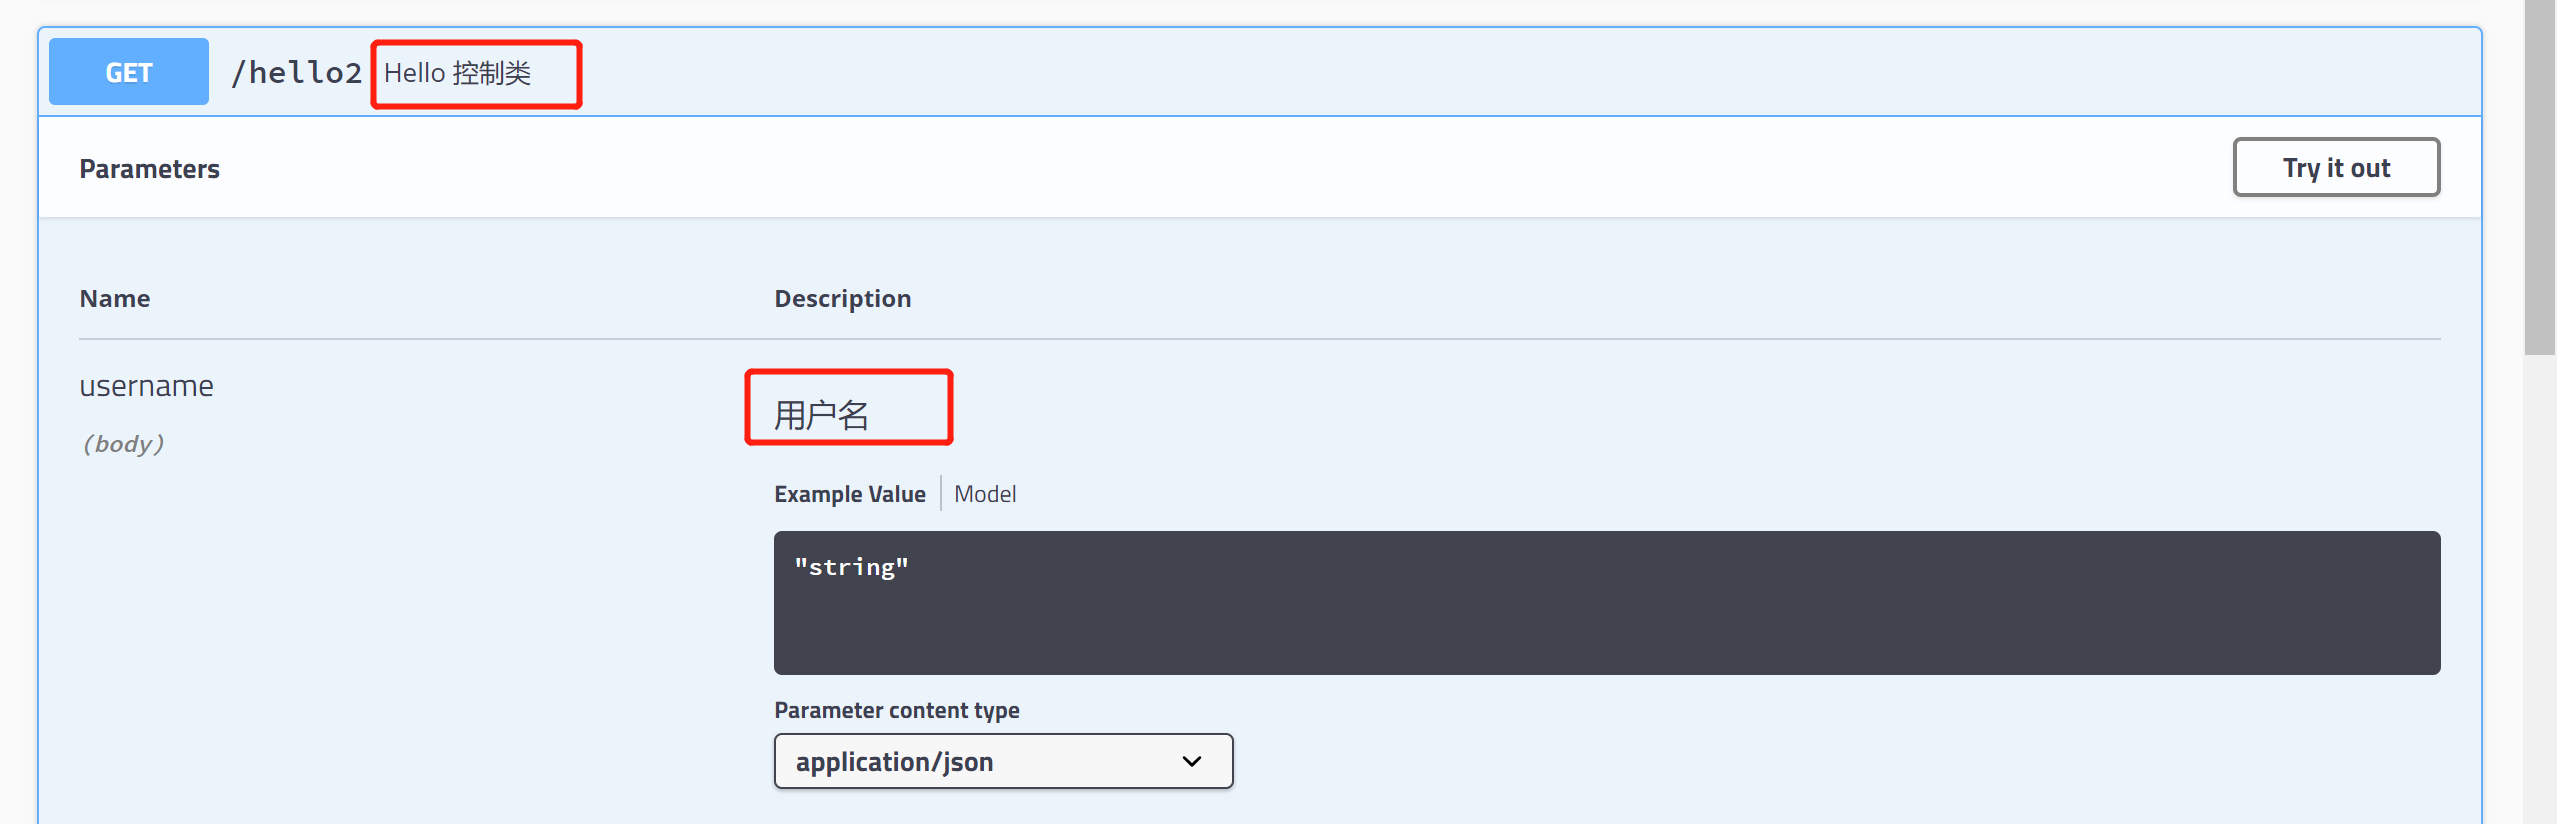 GET /hello2 Hello 控制类
Parameters Try it out
Name Description
username 用户名
(body)
Example Value Model
"string"
Parameter content type
application/json